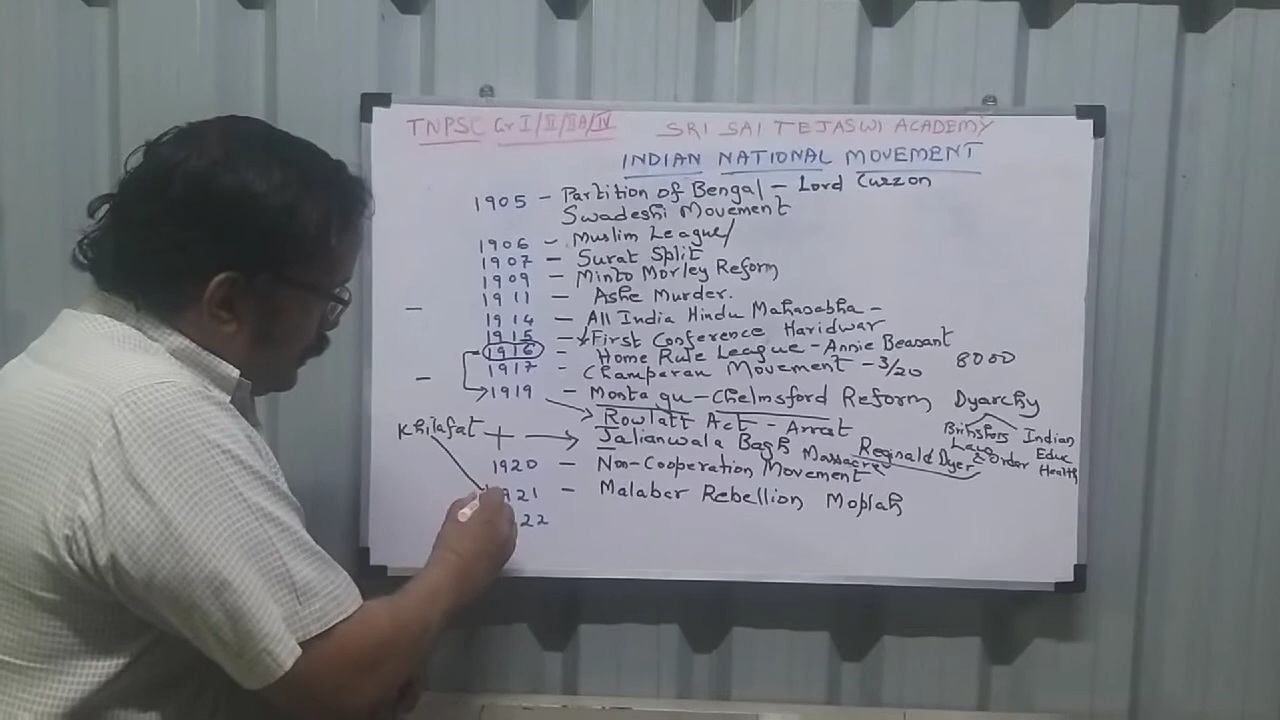 TNPSC Gr I/II/IIA/IV SRI SAI TEJASWI ACADEMY
INDIAN NATIONAL MOVEMENT
1905 - Partition of Bengal - Lord Curzon
Swadeshi Movement
1906 - Muslim League/
1907 - Surat Split
1909 - Minto Morley Reform
1911 - Ashe Murder.
- 1914 - All India Hindu Mahasabha -
1915 - First Conference Haridwar
1916 - Home Rule League - Annie Beasant
1917 - Champaran Movement - 3/20 8000
- 1919 - Montagu - Chelmsford Reform Dyarchy
Rowlatt Act - Arrat
Britishers Indian
Law & Order Educ
Health
Khilafat + Jalianwala Bagh Massacre Reginald Dyer
1920 - Non-Cooperation Movement
1921 - Malabar Rebellion Moplah
22